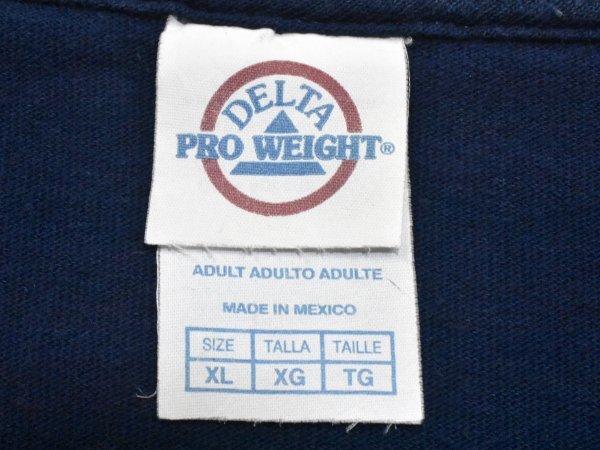 DELTA
PRO WEIGHT®
ADULT ADULTO ADULTE
MADE IN MEXICO
SIZE TALLA TAILLE
XL XG TG